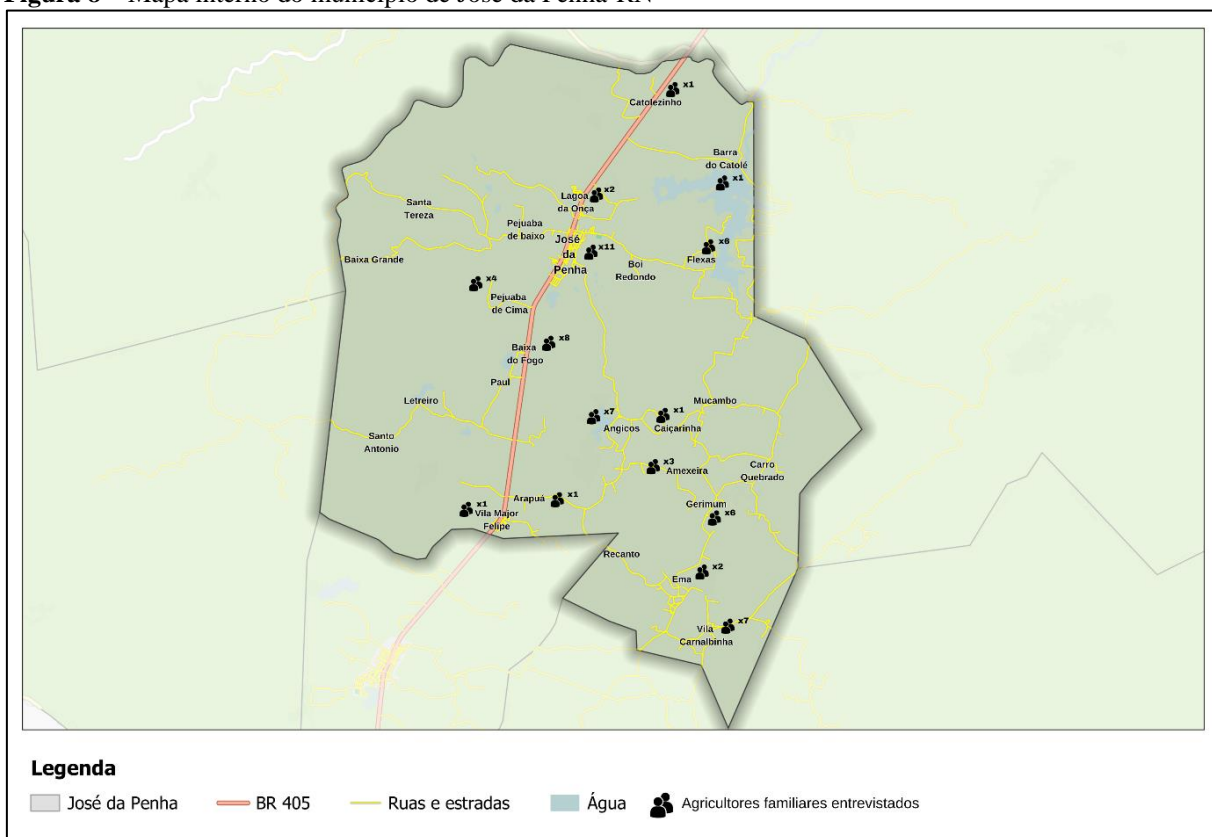 Figura 8 – Mapa interno do município de José da Penha-RN
x1
Catolezinho
Barra
do Catolé
x1
x2
Lagoa
da Onça
Santa
Tereza
Pejuaba
de baixo
José
da
Penha
x11
x6
Flexas
Boi
Redondo
Baixa Grande
x4
Pejuaba
de Cima
x8
Baixa
do Fogo
Paul
Letreiro
Santo
Antonio
x7
Angicos
x1
Caiçarinha
Mucambo
x3
Amexeira
Carro
Quebrado
Gerimum
x6
Arapuá
x1
x1
Vila Major
Felipe
Recanto
Ema
x2
Vila
Carnalbinha
x7
Legenda
José da Penha
BR 405
Ruas e estradas
Água
Agricultores familiares entrevistados